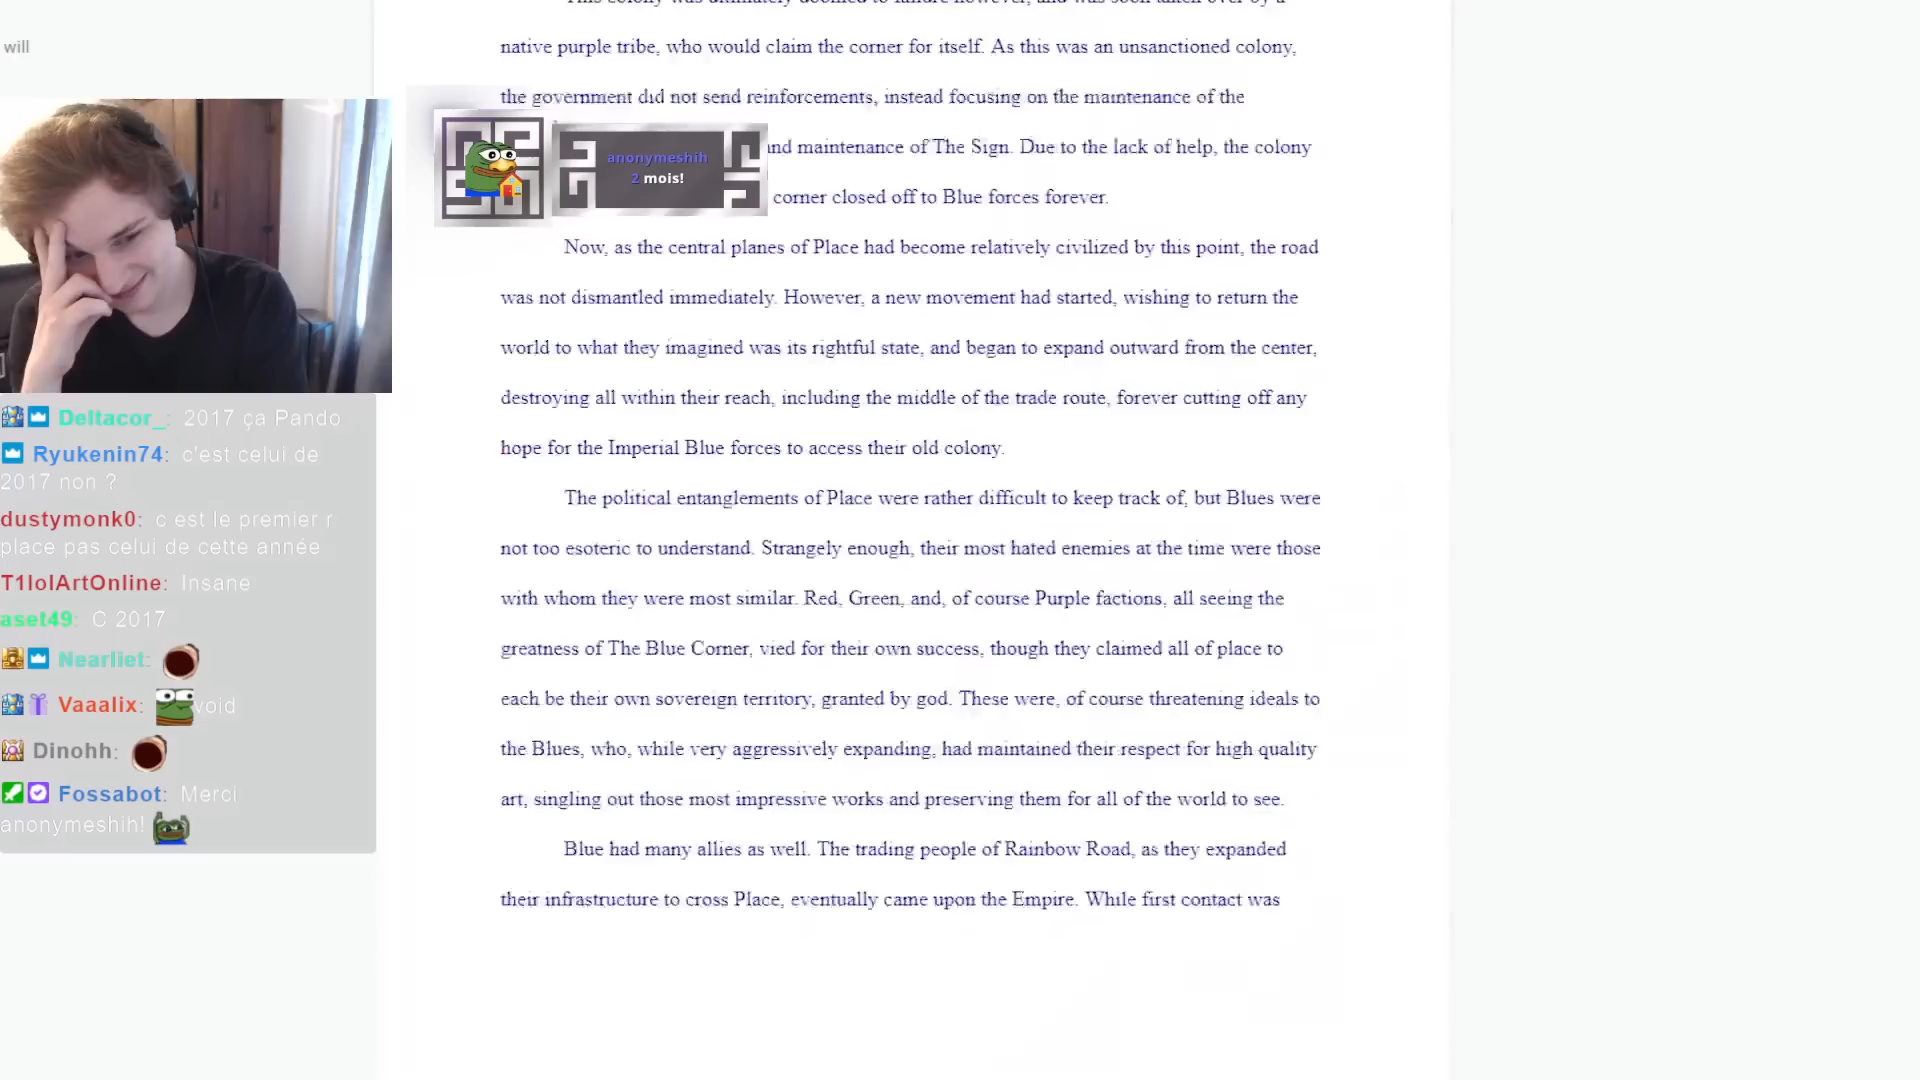 This colony was ultimately doomed to failure however, and was soon taken over by a
will
native purple tribe, who would claim the corner for itself. As this was an unsanctioned colony,
the government did not send reinforcements, instead focusing on the maintenance of the
and maintenance of The Sign. Due to the lack of help, the colony
corner closed off to Blue forces forever.
anonymeshih
2 mois!
Now, as the central planes of Place had become relatively civilized by this point, the road
was not dismantled immediately. However, a new movement had started, wishing to return the
world to what they imagined was its rightful state, and began to expand outward from the center,
destroying all within their reach, including the middle of the trade route, forever cutting off any
hope for the Imperial Blue forces to access their old colony.
The political entanglements of Place were rather difficult to keep track of, but Blues were
not too esoteric to understand. Strangely enough, their most hated enemies at the time were those
with whom they were most similar. Red, Green, and, of course Purple factions, all seeing the
greatness of The Blue Corner, vied for their own success, though they claimed all of place to
each be their own sovereign territory, granted by god. These were, of course threatening ideals to
the Blues, who, while very aggressively expanding, had maintained their respect for high quality
art, singling out those most impressive works and preserving them for all of the world to see.
Blue had many allies as well. The trading people of Rainbow Road, as they expanded
their infrastructure to cross Place, eventually came upon the Empire. While first contact was
Deltacor_: 2017 ça Pando
Ryukenin74: c'est celui de
2017 non ?
dustymonk0: c est le premier r
place pas celui de cette année
T1lolArtOnline: Insane
aset49: C 2017
Nearliet:
Vaaalix: void
Dinohh:
Fossabot: Merci
anonymeshih!